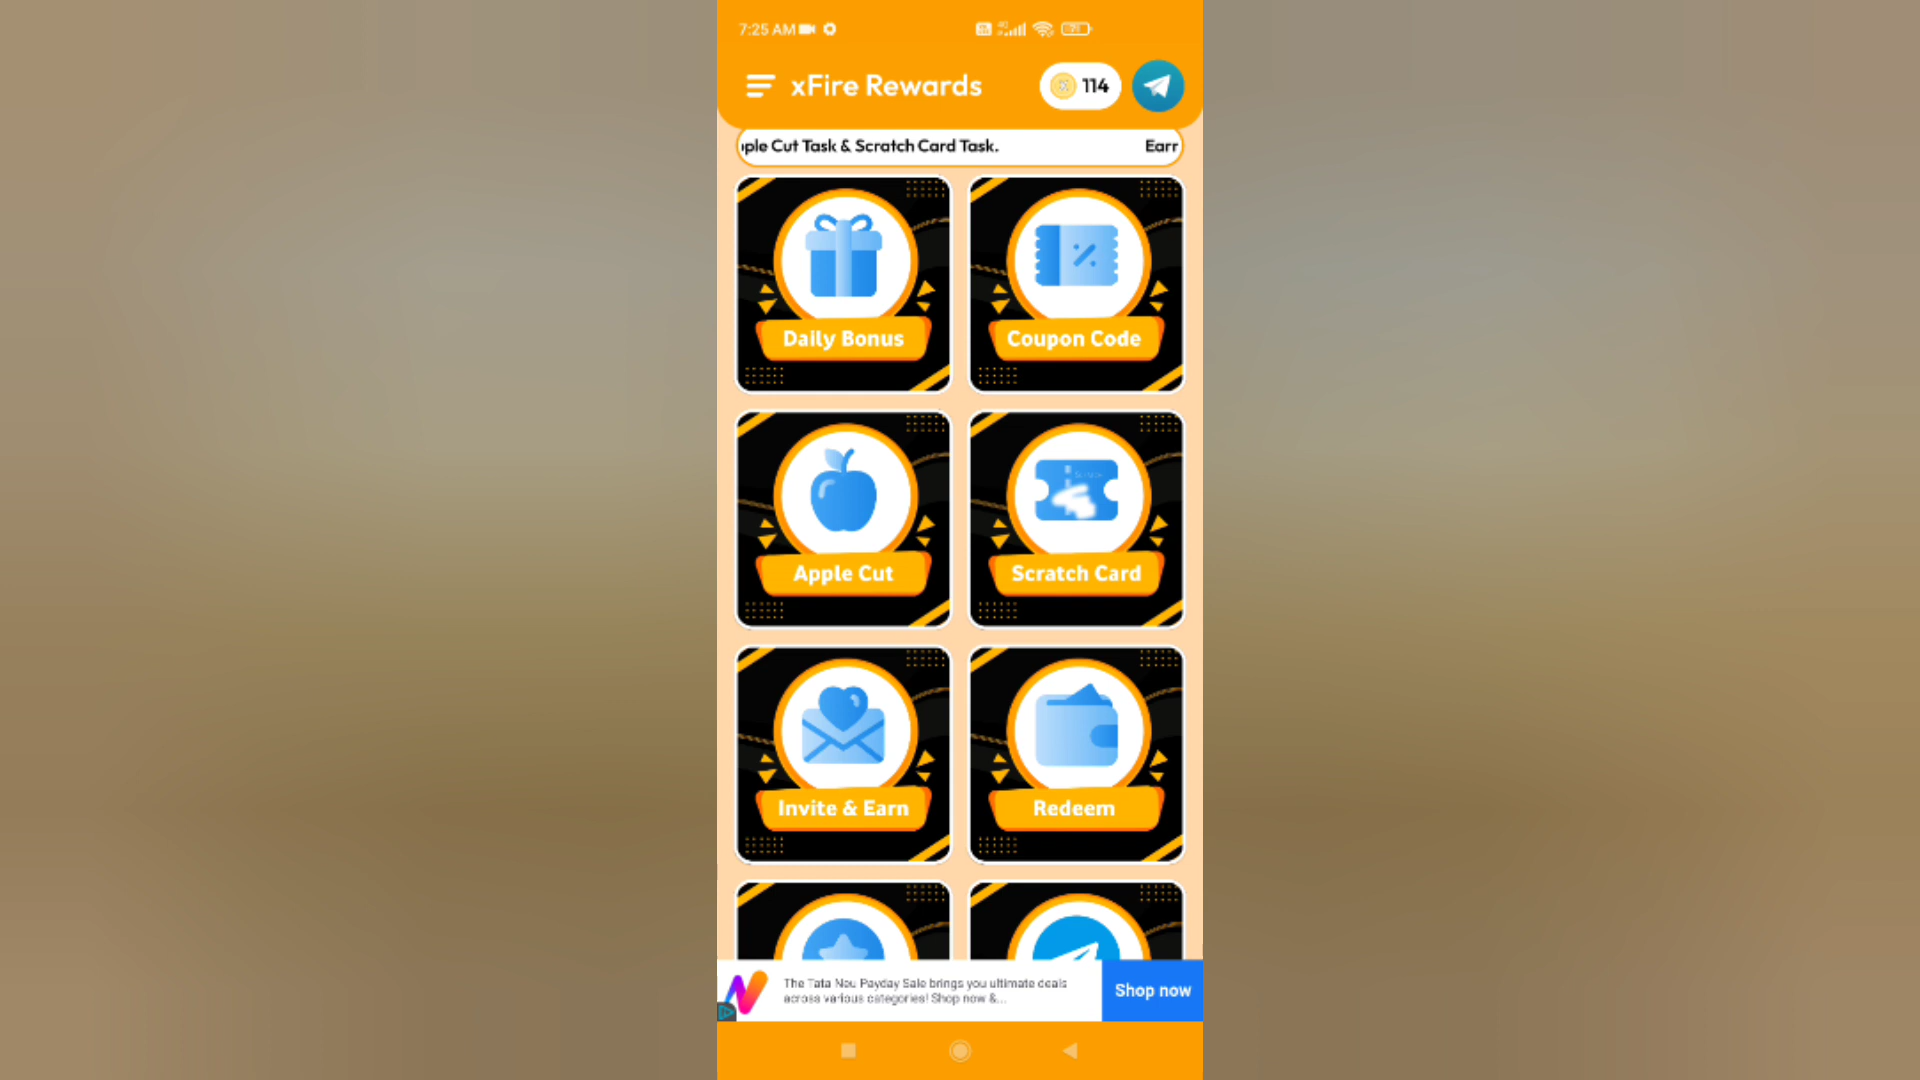 7:25 AM
xFire Rewards
114
ple Cut Task & Scratch Card Task.
Earr
Daily Bonus
Coupon Code
Apple Cut
Scratch Card
Invite & Earn
Redeem
The Tata Neu Payday Sale brings you ultimate deals
across various categories! Shop now &...
Shop now